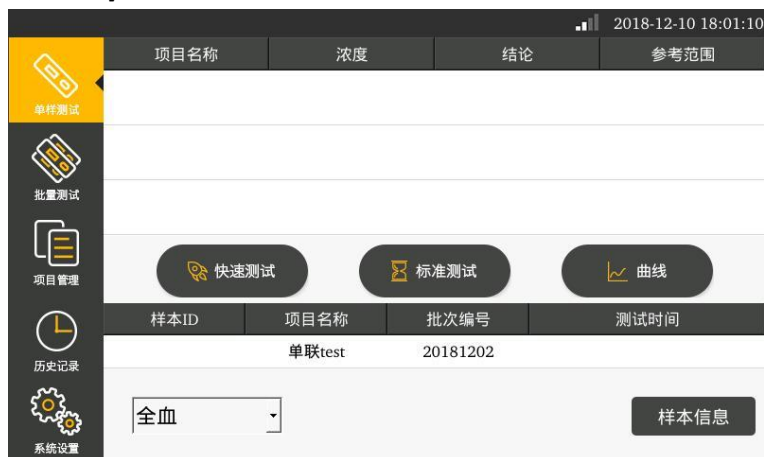 2018-12-10 18:01:10
项目名称 浓度 结论 参考范围
单样测试
批量测试
项目管理
历史记录
系统设置
快速测试 标准测试 曲线
样本ID 项目名称 批次编号 测试时间
单联test 20181202
全血 样本信息